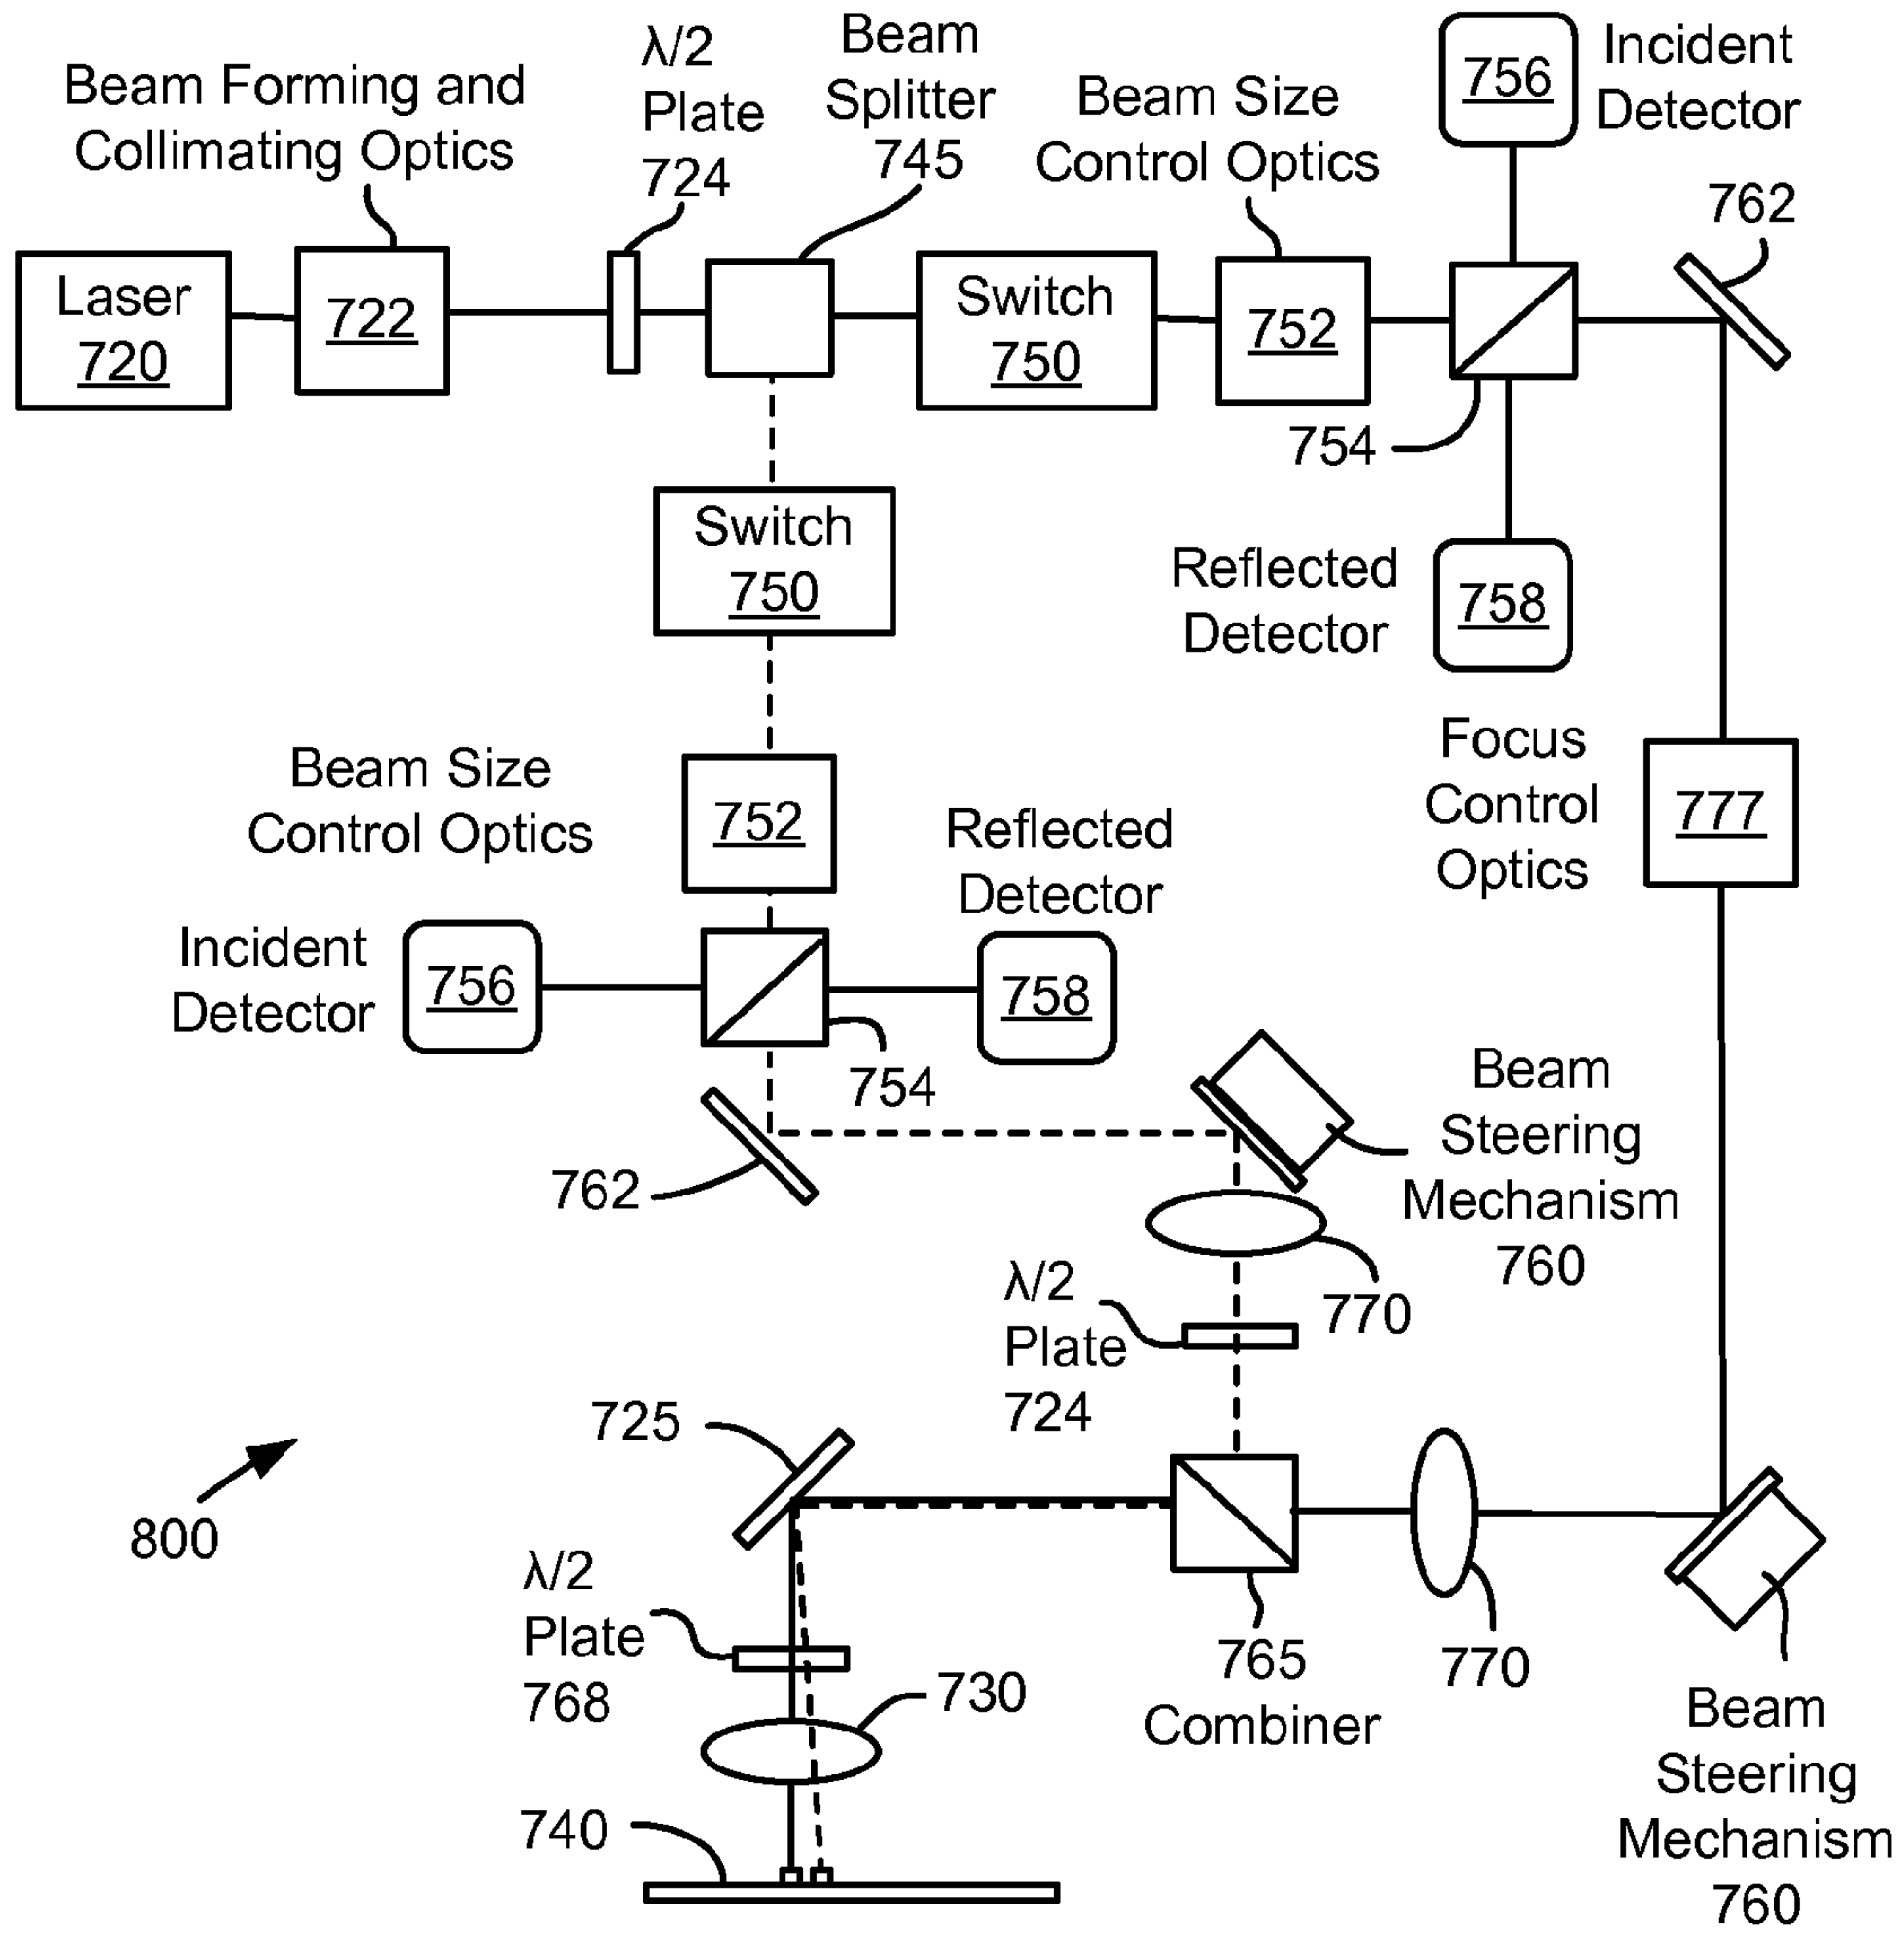 Beam Forming and
Collimating Optics
λ/2
Plate
724
Beam
Splitter
745
Beam Size
Control Optics
756
Incident
Detector
762
Laser
720
722
Switch
750
752
754
Switch
750
Reflected
Detector
758
Focus
Control
Optics
777
Beam Size
Control Optics
752
Reflected
Detector
Incident
Detector
756
758
754
762
Beam
Steering
Mechanism
760
770
λ/2
Plate
724
725
800
λ/2
Plate
768
730
765
Combiner
770
Beam
Steering
Mechanism
760
740